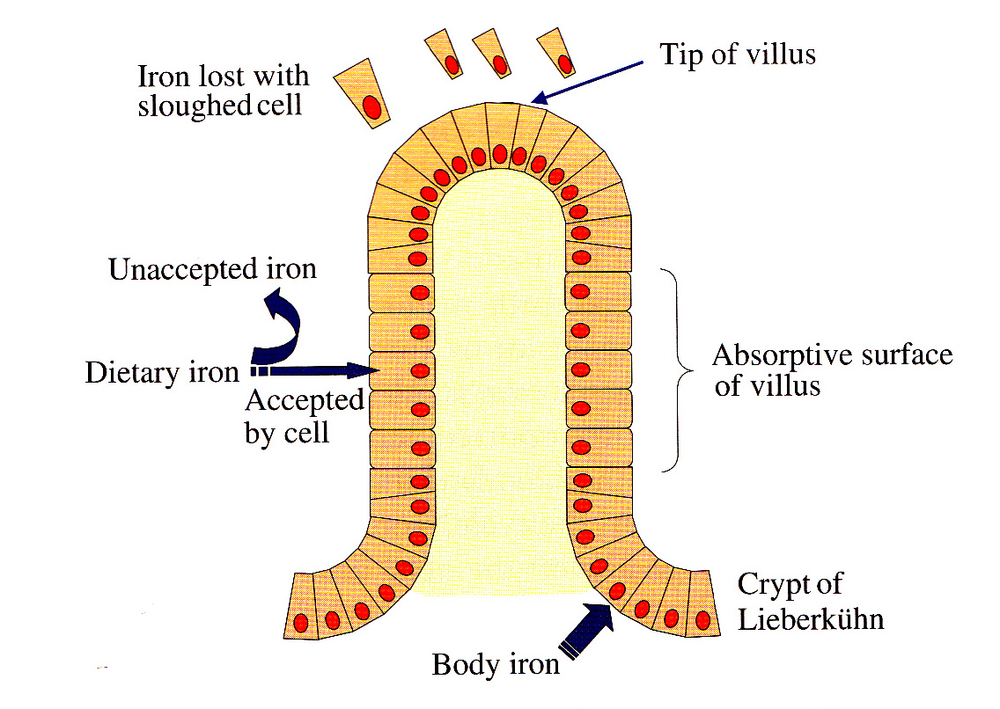 Tip of villus
Iron lost with
sloughed cell
Unaccepted iron
Dietary iron
Accepted
by cell
Absorptive surface
of villus
Crypt of
Lieberkühn
Body iron